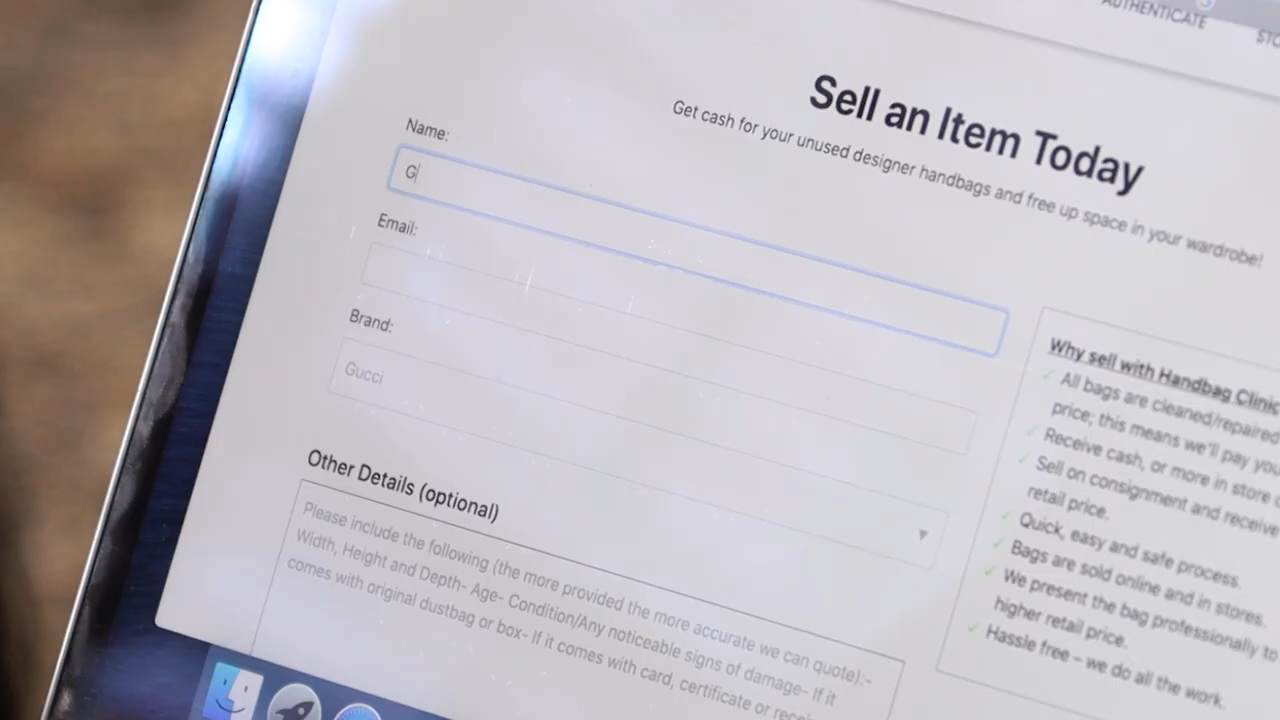 AUTHENTICATE
Sell an Item Today
Get cash for your unused designer handbags and free up space in your wardrobe!
Name:
G
Email:
Brand:
Gucci
Other Details (optional)
Please include the following (the more provided the more accurate we can quote):-
Width, Height and Depth- Age- Condition/Any noticeable signs of damage- If it
comes with original dustbag or box- If it comes with card, certificate or
Why sell with Handbag Clinic
All bags are cleaned/repaired
price; this means we'll pay you
Receive cash, or more in store
Sell on consignment and receive
retail price.
Quick, easy and safe process.
Bags are sold online and in stores.
We present the bag professionally to
higher retail price.
Hassle free – we do all the work.